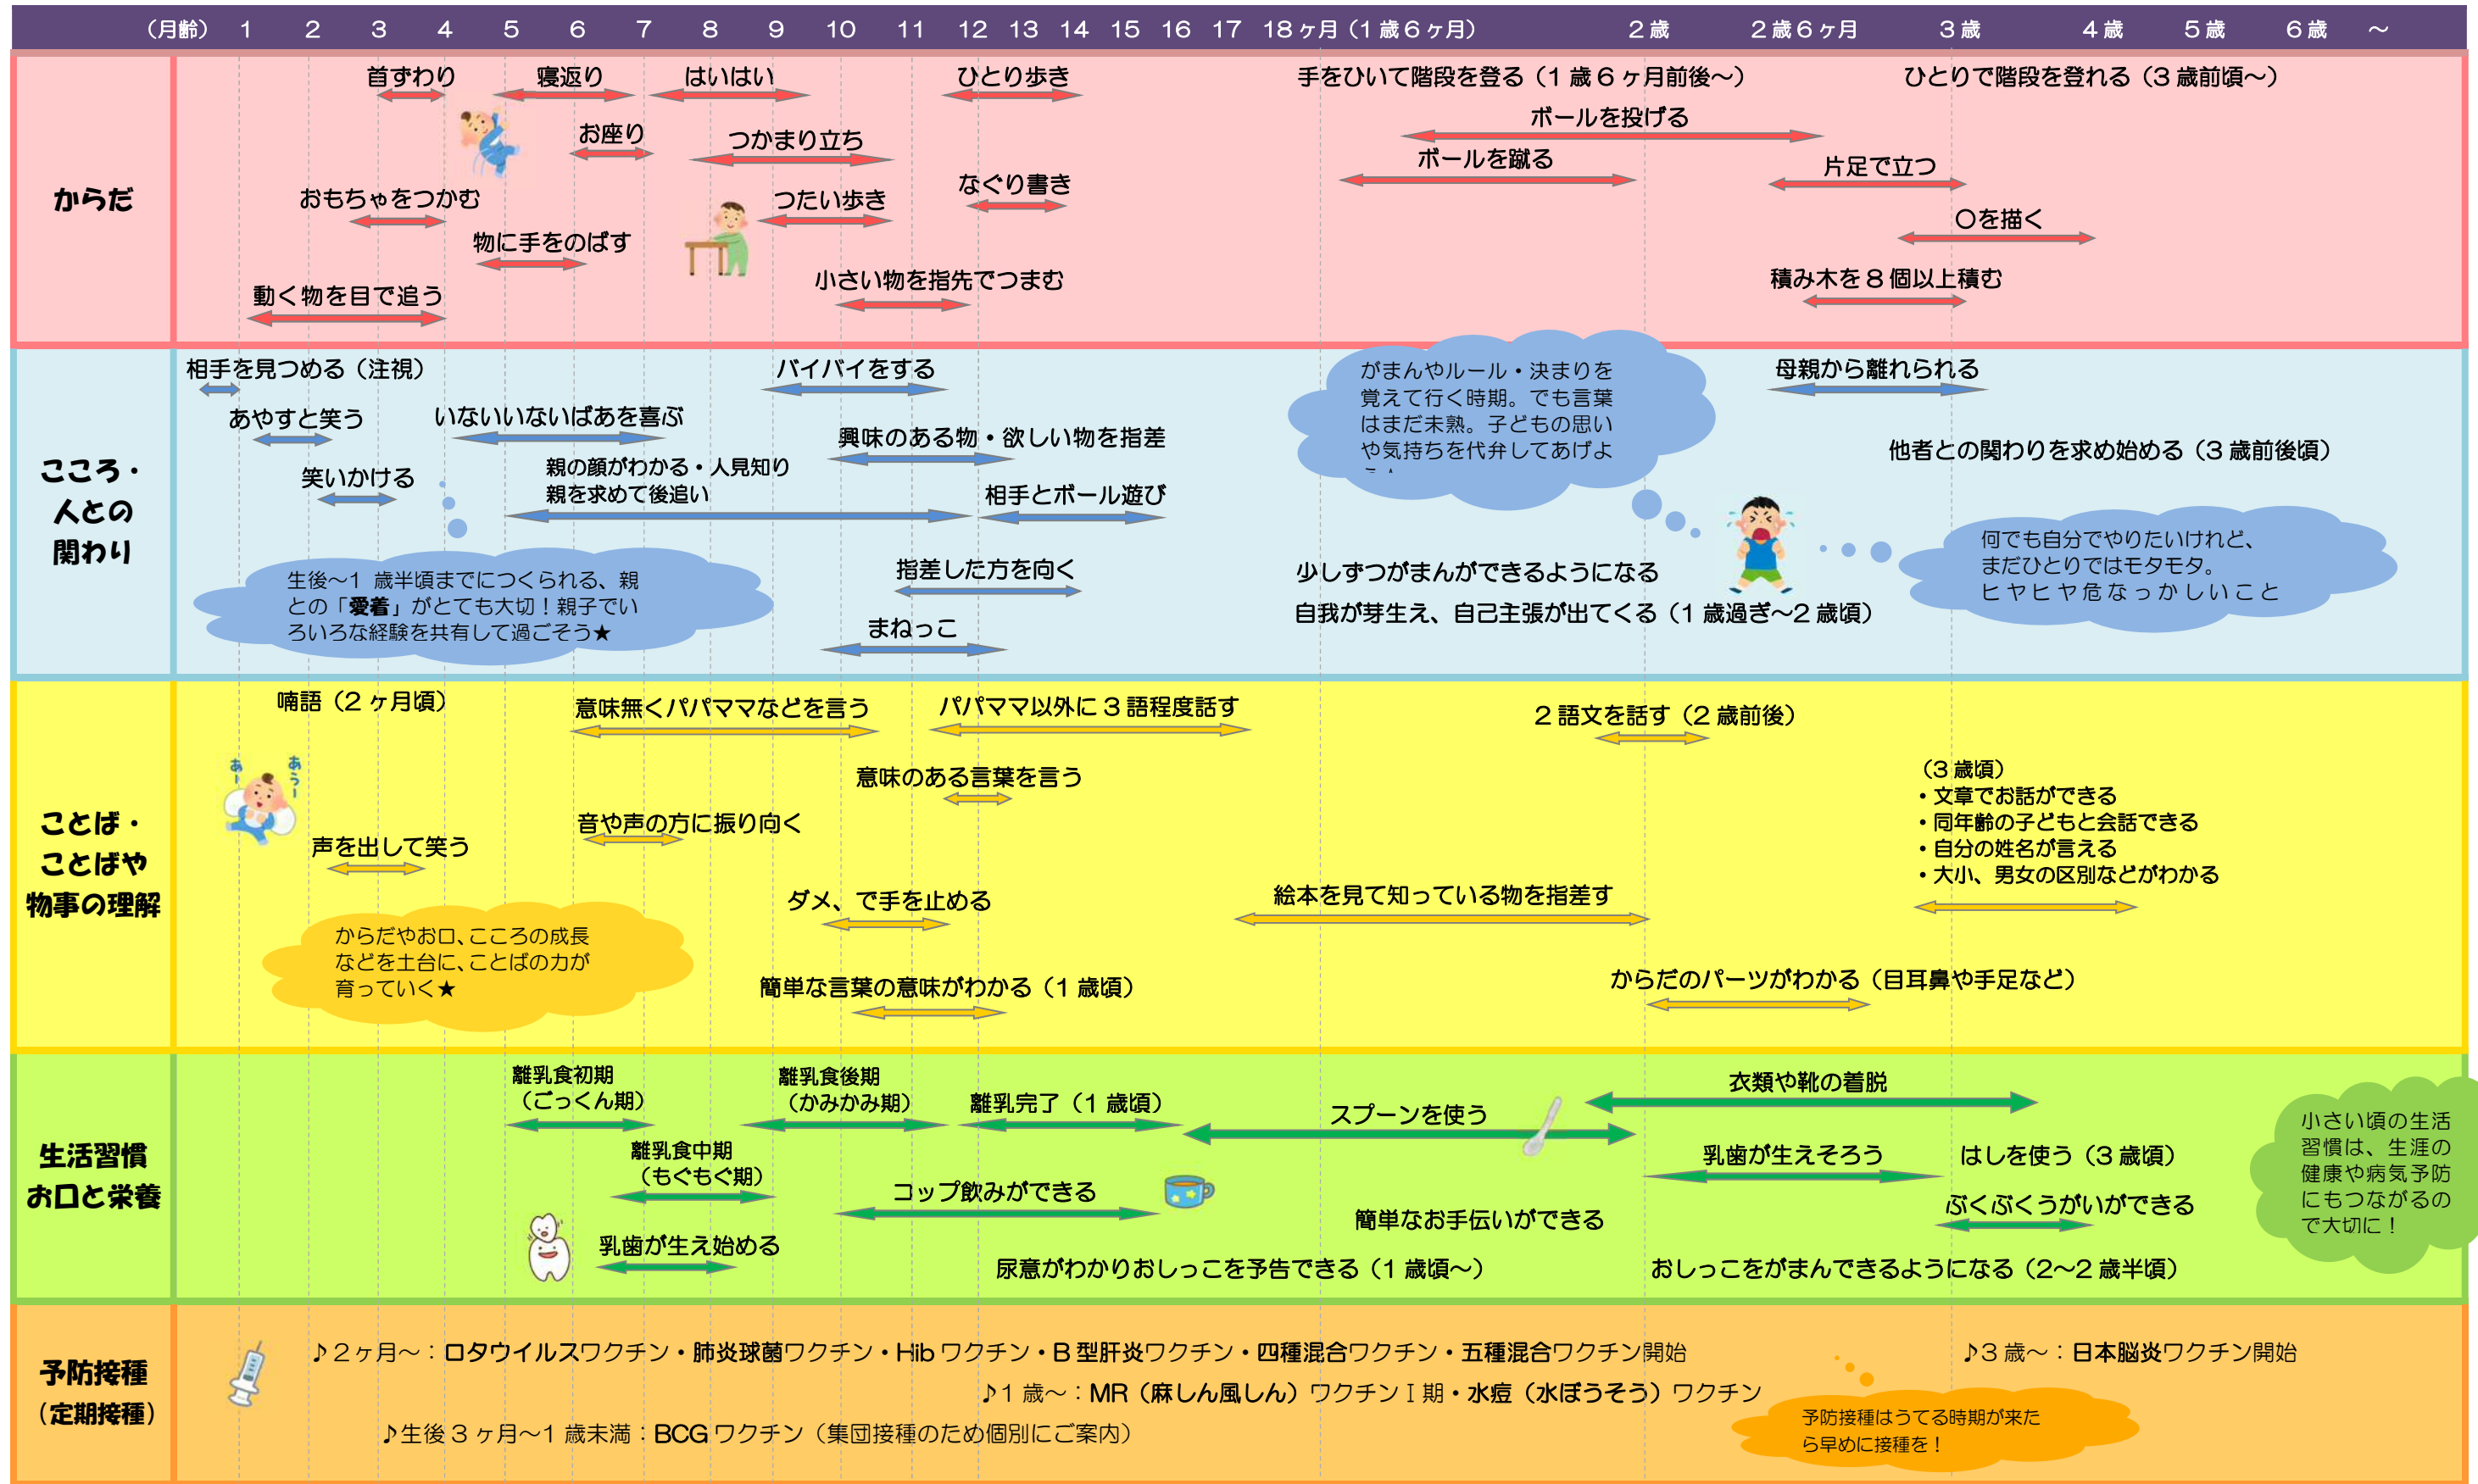 （月齢） 1 2 3 4 5 6 7 8 9 10 11 12 13 14 15 16 17 18ヶ月（1歳6ヶ月） 2歳 2歳6ヶ月 3歳 4歳 5歳 6歳 ～
からだ
首ずわり
寝返り
はいはい
ひとり歩き
手をひいて階段を登る（1歳6ヶ月前後～）
ひとりで階段を登れる（3歳前頃～）
ボールを投げる
お座り
つかまり立ち
ボールを蹴る
片足で立つ
おもちゃをつかむ
つたい歩き
なぐり書き
〇を描く
物に手をのばす
小さい物を指先でつまむ
積み木を8個以上積む
動く物を目で追う
こころ・
人との
関わり
相手を見つめる（注視）
バイバイをする
母親から離れられる
あやすと笑う
いないいないばあを喜ぶ
興味のある物・欲しい物を指差
他者との関わりを求め始める（3歳前後頃）
笑いかける
親の顔がわかる・人見知り
親を求めて後追い
相手とボール遊び
がまんやルール・決まりを
覚えて行く時期。でも言葉
はまだ未熟。子どもの思い
や気持ちを代弁してあげよ
何でも自分でやりたいけれど、
まだひとりではモタモタ。
ヒヤヒヤ危なっかしいこと
生後～1 歳半頃までにつくられる、親
との「愛着」がとても大切！親子でい
ろいろな経験を共有して過ごそう★
指差した方を向く
少しずつがまんができるようになる
自我が芽生え、自己主張が出てくる（1歳過ぎ～2歳頃）
まねっこ
ことば・
ことばや
物事の理解
喃語（2ヶ月頃）
意味無くパパママなどを言う
パパママ以外に3語程度話す
2語文を話す（2歳前後）
あー
あうー
意味のある言葉を言う
（3歳頃）
・文章でお話ができる
・同年齢の子どもと会話できる
・自分の姓名が言える
・大小、男女の区別などがわかる
声を出して笑う
音や声の方に振り向く
ダメ、で手を止める
絵本を見て知っている物を指差す
からだやお口、こころの成長
などを土台に、ことばの力が
育っていく★
簡単な言葉の意味がわかる（1歳頃）
からだのパーツがわかる（目耳鼻や手足など）
生活習慣
お口と栄養
離乳食初期
（ごっくん期）
離乳食後期
（かみかみ期）
離乳完了（1歳頃）
スプーンを使う
衣類や靴の着脱
離乳食中期
（もぐもぐ期）
乳歯が生えそろう
はしを使う（3歳頃）
コップ飲みができる
簡単なお手伝いができる
ぶくぶくうがいができる
乳歯が生え始める
尿意がわかりおしっこを予告できる（1歳頃～）
おしっこをがまんできるようになる（2～2歳半頃）
小さい頃の生活
習慣は、生涯の
健康や病気予防
にもつながるの
で大切に！
予防接種
（定期接種）
♪2ヶ月～：ロタウイルスワクチン・肺炎球菌ワクチン・Hibワクチン・B型肝炎ワクチン・四種混合ワクチン・五種混合ワクチン開始
♪3歳～：日本脳炎ワクチン開始
♪1歳～：MR（麻しん風しん）ワクチンⅠ期・水痘（水ぼうそう）ワクチン
♪生後3ヶ月～1歳未満：BCGワクチン（集団接種のため個別にご案内）
予防接種はうてる時期が来た
ら早めに接種を！